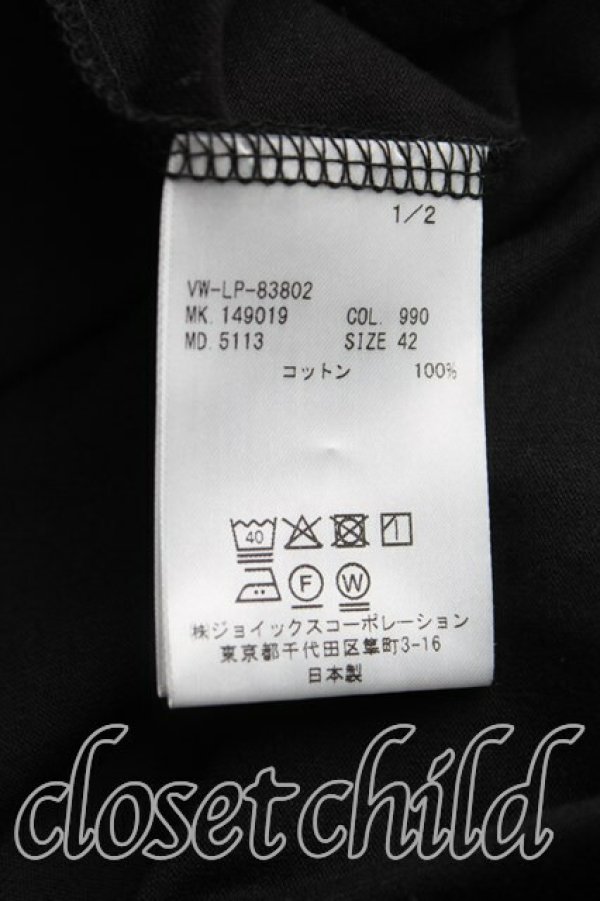 1／2
VW-LP-83802
MK. 149019 COL. 990
MD. 5113 SIZE 42
コットン 100%
40
F W
㈱ジョイックスコーポレーション
東京都千代田区隼町3-16
日本製
closet child